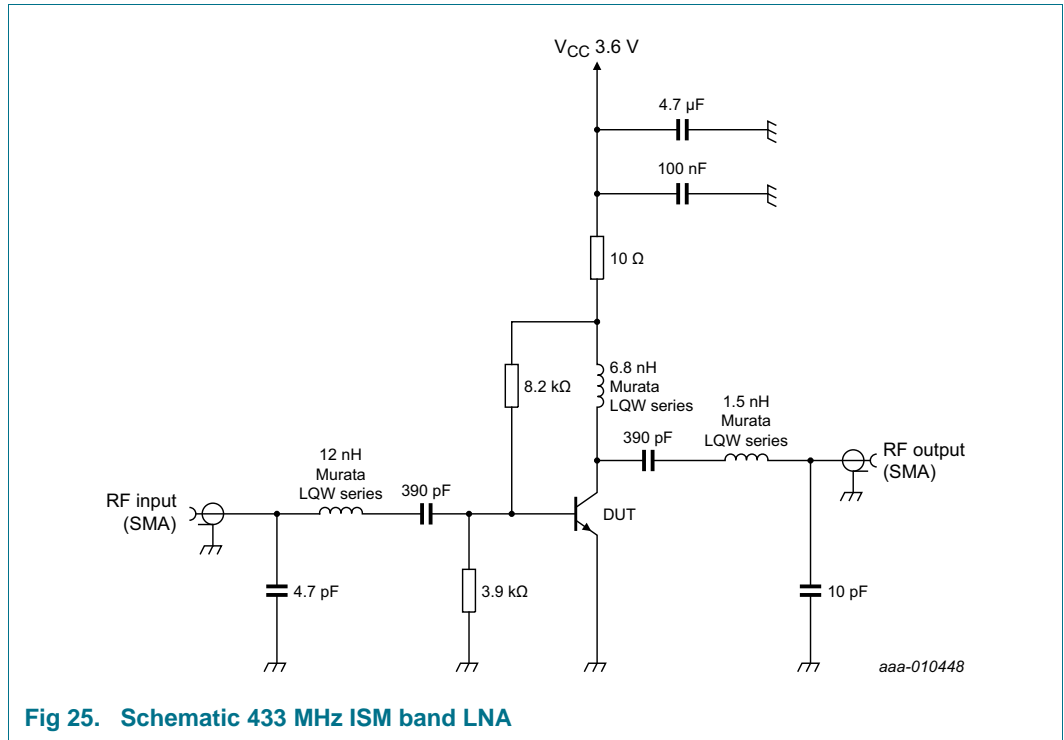 VCC 3.6 V
4.7 µF
100 nF
10 Ω
8.2 kΩ
6.8 nH
Murata
LQW series
1.5 nH
Murata
LQW series
390 pF
RF output
(SMA)
12 nH
Murata
LQW series
390 pF
RF input
(SMA)
DUT
4.7 pF
3.9 kΩ
10 pF
aaa-010448
Fig 25. Schematic 433 MHz ISM band LNA